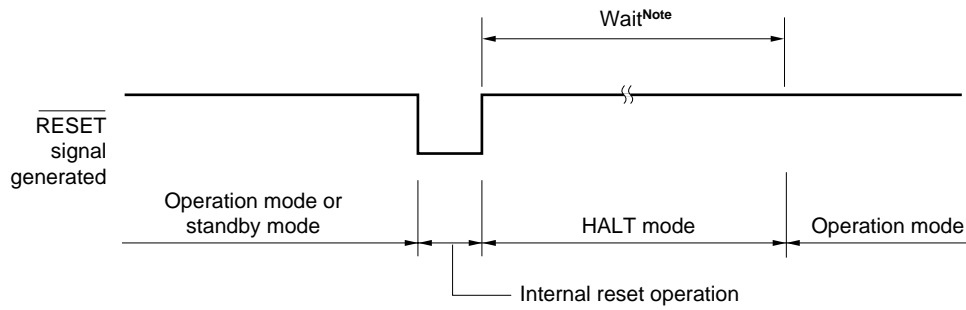 Wait^Note
RESET
signal
generated
Operation mode or
standby mode
HALT mode
Operation mode
Internal reset operation